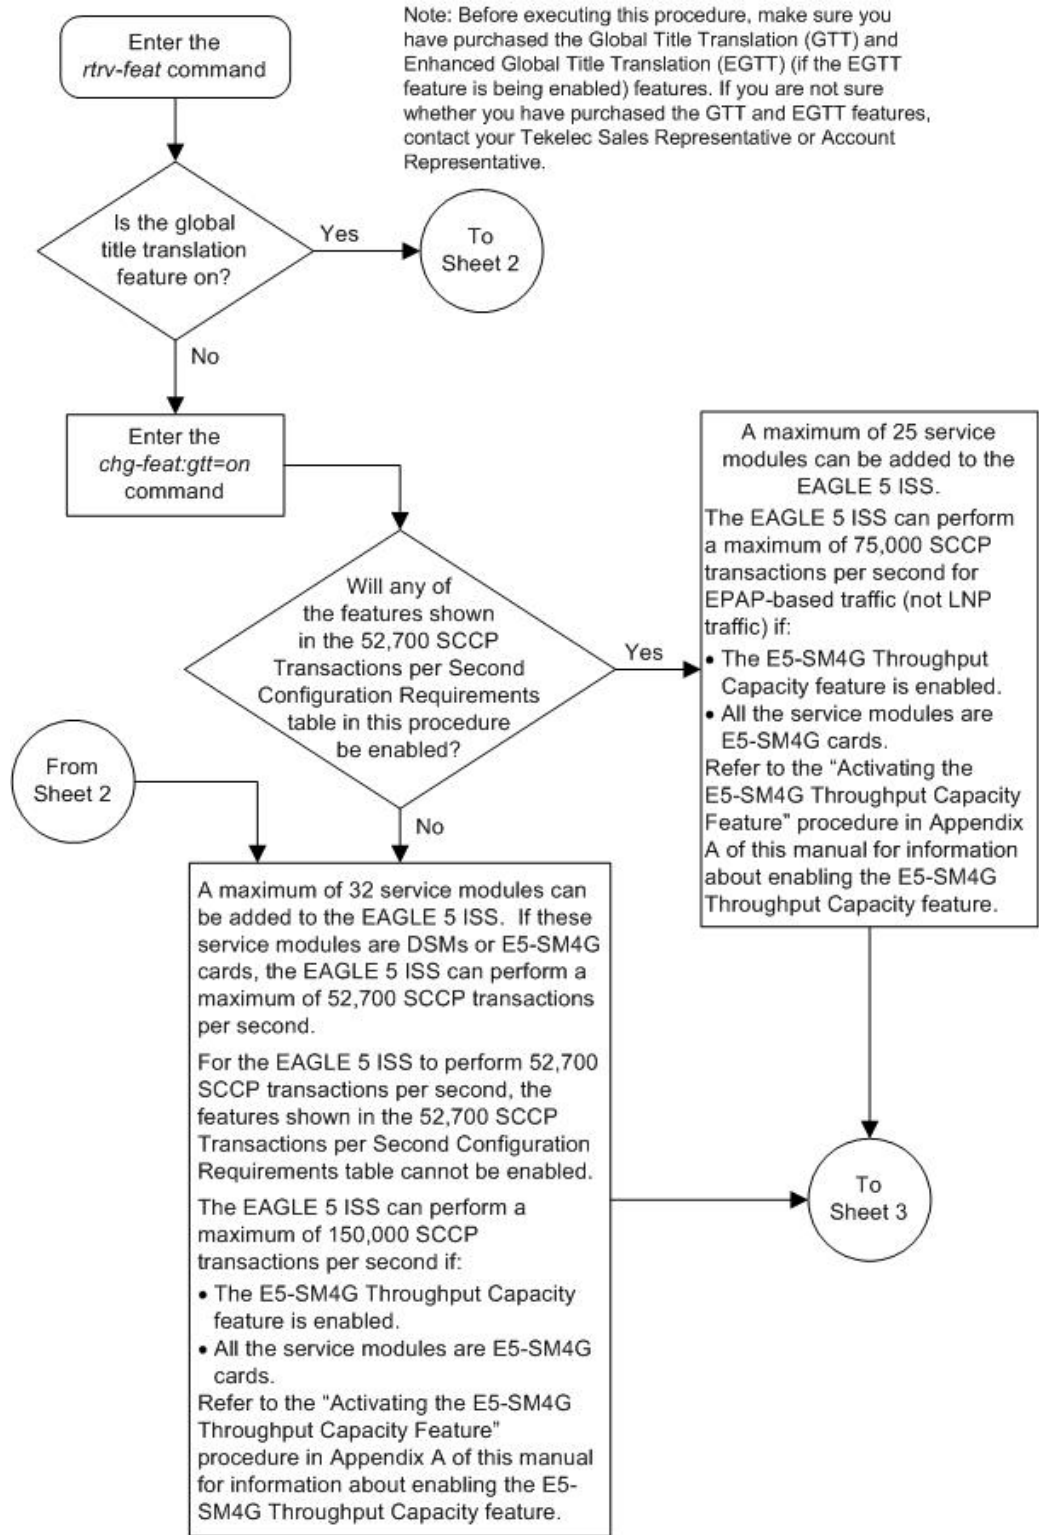 Enter the
rtrv-feat command
Note: Before executing this procedure, make sure you
have purchased the Global Title Translation (GTT) and
Enhanced Global Title Translation (EGTT) (if the EGTT
feature is being enabled) features. If you are not sure
whether you have purchased the GTT and EGTT features,
contact your Tekelec Sales Representative or Account
Representative.
Is the global
title translation
feature on?
Yes
To
Sheet 2
No
Enter the
chg-feat:gtt=on
command
Will any of
the features shown
in the 52,700 SCCP
Transactions per Second
Configuration Requirements
table in this procedure
be enabled?
Yes
A maximum of 25 service
modules can be added to the
EAGLE 5 ISS.
The EAGLE 5 ISS can perform
a maximum of 75,000 SCCP
transactions per second for
EPAP-based traffic (not LNP
traffic) if:
• The E5-SM4G Throughput
Capacity feature is enabled.
• All the service modules are
E5-SM4G cards.
Refer to the “Activating the
E5-SM4G Throughput Capacity
Feature” procedure in Appendix
A of this manual for information
about enabling the E5-SM4G
Throughput Capacity feature.
From
Sheet 2
No
A maximum of 32 service modules can
be added to the EAGLE 5 ISS. If these
service modules are DSMs or E5-SM4G
cards, the EAGLE 5 ISS can perform a
maximum of 52,700 SCCP transactions
per second.
For the EAGLE 5 ISS to perform 52,700
SCCP transactions per second, the
features shown in the 52,700 SCCP
Transactions per Second Configuration
Requirements table cannot be enabled.
The EAGLE 5 ISS can perform a
maximum of 150,000 SCCP
transactions per second if:
• The E5-SM4G Throughput Capacity
feature is enabled.
• All the service modules are E5-SM4G
cards.
Refer to the “Activating the E5-SM4G
Throughput Capacity Feature”
procedure in Appendix A of this manual
for information about enabling the E5-
SM4G Throughput Capacity feature.
To
Sheet 3